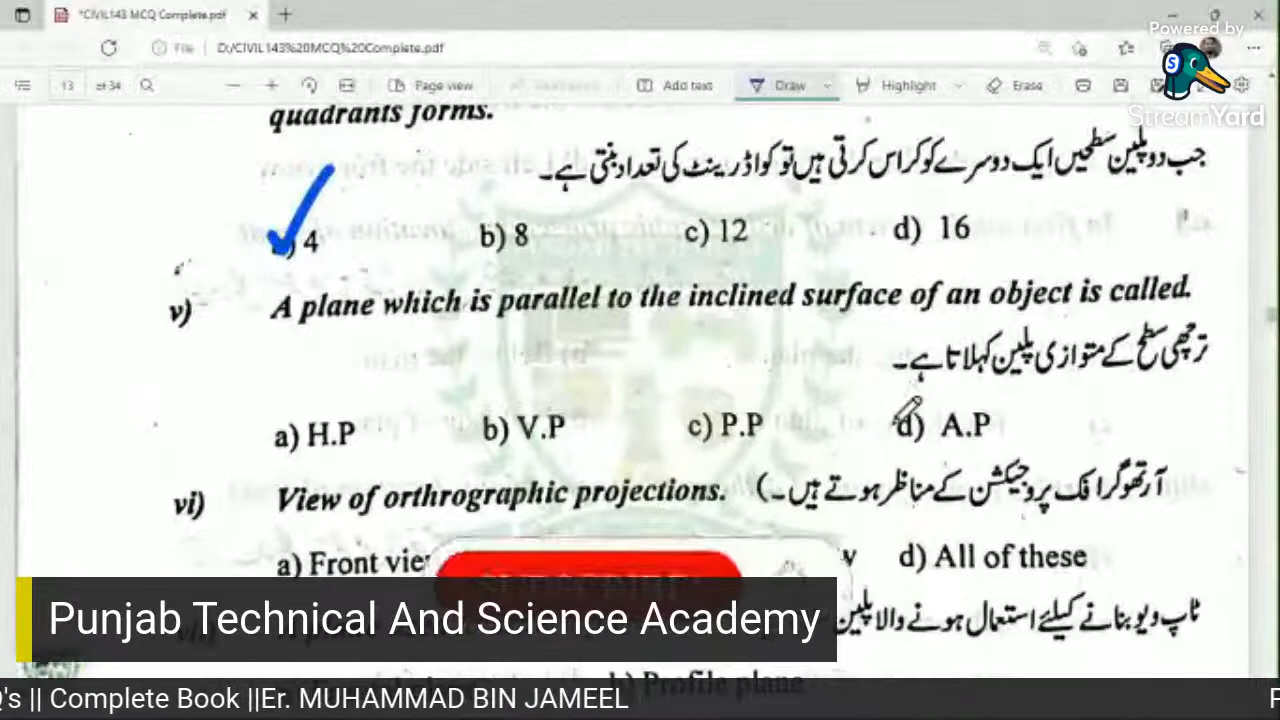 *CIVIL143 MCQ Complete.pdf
File D:/CIVIL143%20MCQ%20Complete.pdf
Powered by
StreamYard
13 of 34 Page view Add text Draw Highlight Erase
quadrants forms.
جب دو پلین سطحیں ایک دوسرے کو کراس کرتی ہیں تو کواڈرینٹ کی تعداد بنتی ہے۔
4 b) 8 c) 12 d) 16
v) A plane which is parallel to the inclined surface of an object is called.
ترچھی سطح کے متوازی پلین کہلاتا ہے۔
a) H.P b) V.P c) P.P d) A.P
vi) View of orthrographic projections. (آرتھوگرافک پروجیکشن کے مناظر ہوتے ہیں۔
a) Front d) All of these
ٹاپ ویو بنانے کیلئے استعمال ہونے والا پلین
Punjab Technical And Science Academy
b) Profile plane
's || Complete Book ||Er. MUHAMMAD BIN JAMEEL